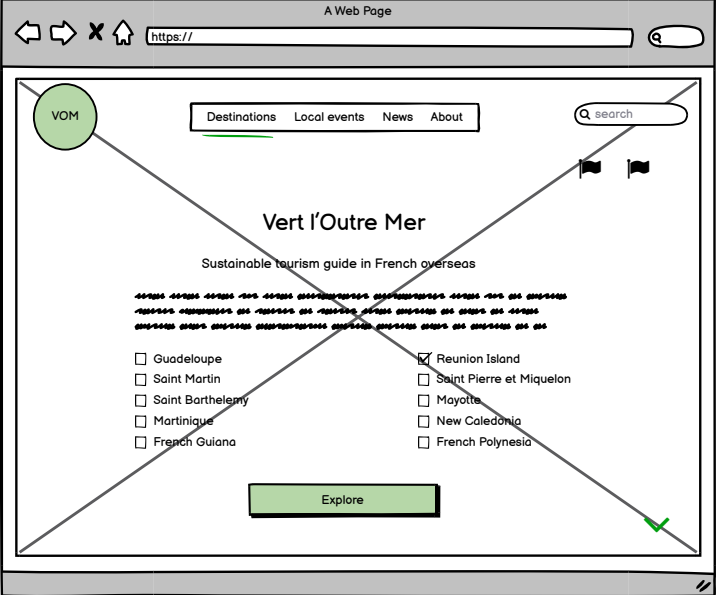 A Web Page
https://
VOM
Destinations Local events News About
search
Vert l'Outre Mer
Sustainable tourism guide in French overseas
Guadeloupe
Saint Martin
Saint Barthelemy
Martinique
French Guiana
Reunion Island
Saint Pierre et Miquelon
Mayotte
New Caledonia
French Polynesia
Explore